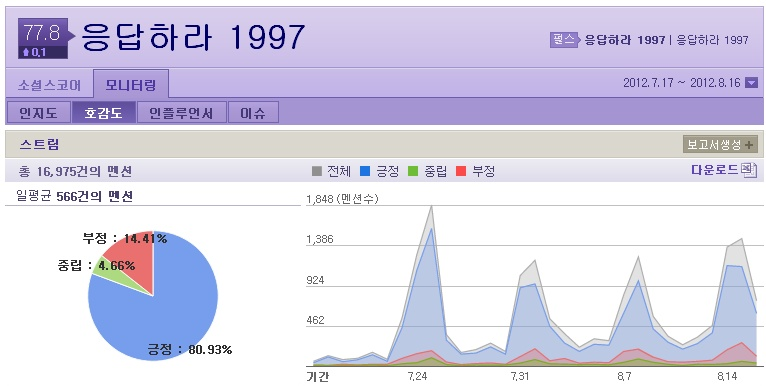 77.8
0.1
응답하라 1997
펄스 응답하라 1997 | 응답하라 1997
소셜스코어 모니터링
2012.7.17 ~ 2012.8.16
인지도 호감도 인플루언서 이슈
스트림
보고서생성 +
총 16,975건의 멘션
전체 긍정 중립 부정
다운로드
일평균 566건의 멘션
부정 : 14.41%
중립 : 4.66%
긍정 : 80.93%
1,848 (멘션수)
1,386
924
462
기간 7.24 7.31 8.7 8.14